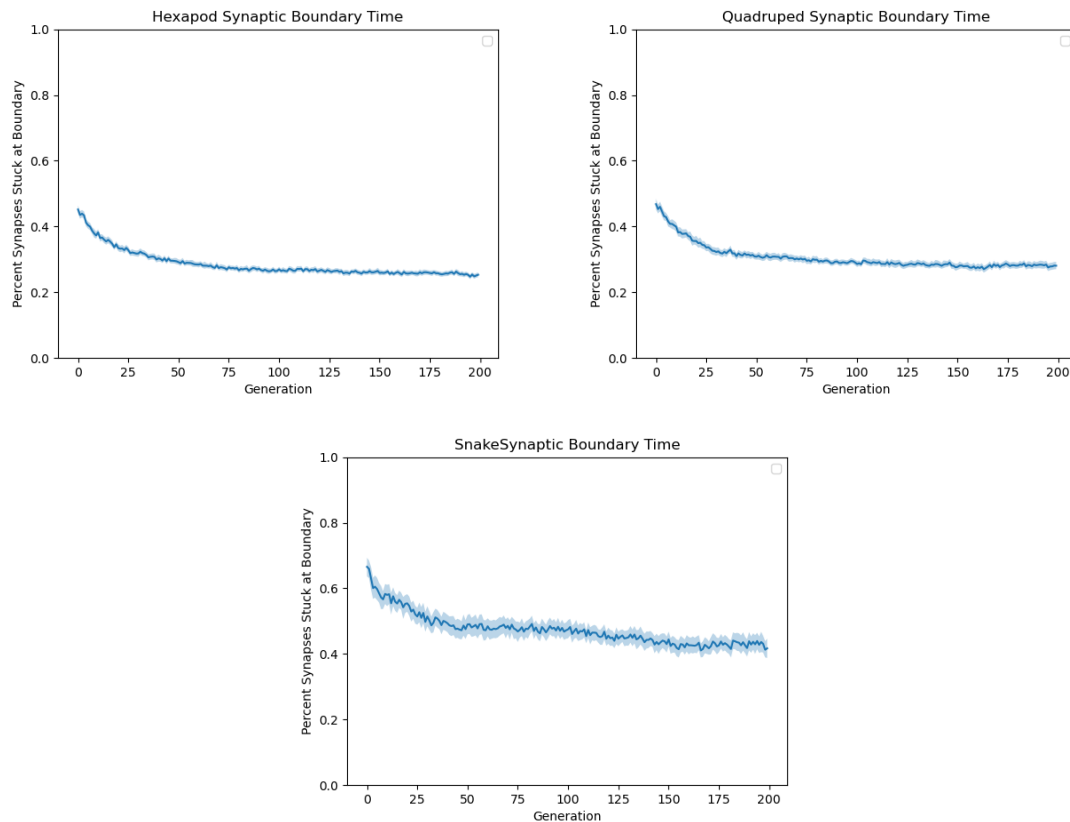 Hexapod Synaptic Boundary Time
Percent Synapses Stuck at Boundary
1.0
0.8
0.6
0.4
0.2
0.0
0 25 50 75 100 125 150 175 200
Generation
Quadruped Synaptic Boundary Time
Percent Synapses Stuck at Boundary
1.0
0.8
0.6
0.4
0.2
0.0
0 25 50 75 100 125 150 175 200
Generation
SnakeSynaptic Boundary Time
Percent Synapses Stuck at Boundary
1.0
0.8
0.6
0.4
0.2
0.0
0 25 50 75 100 125 150 175 200
Generation